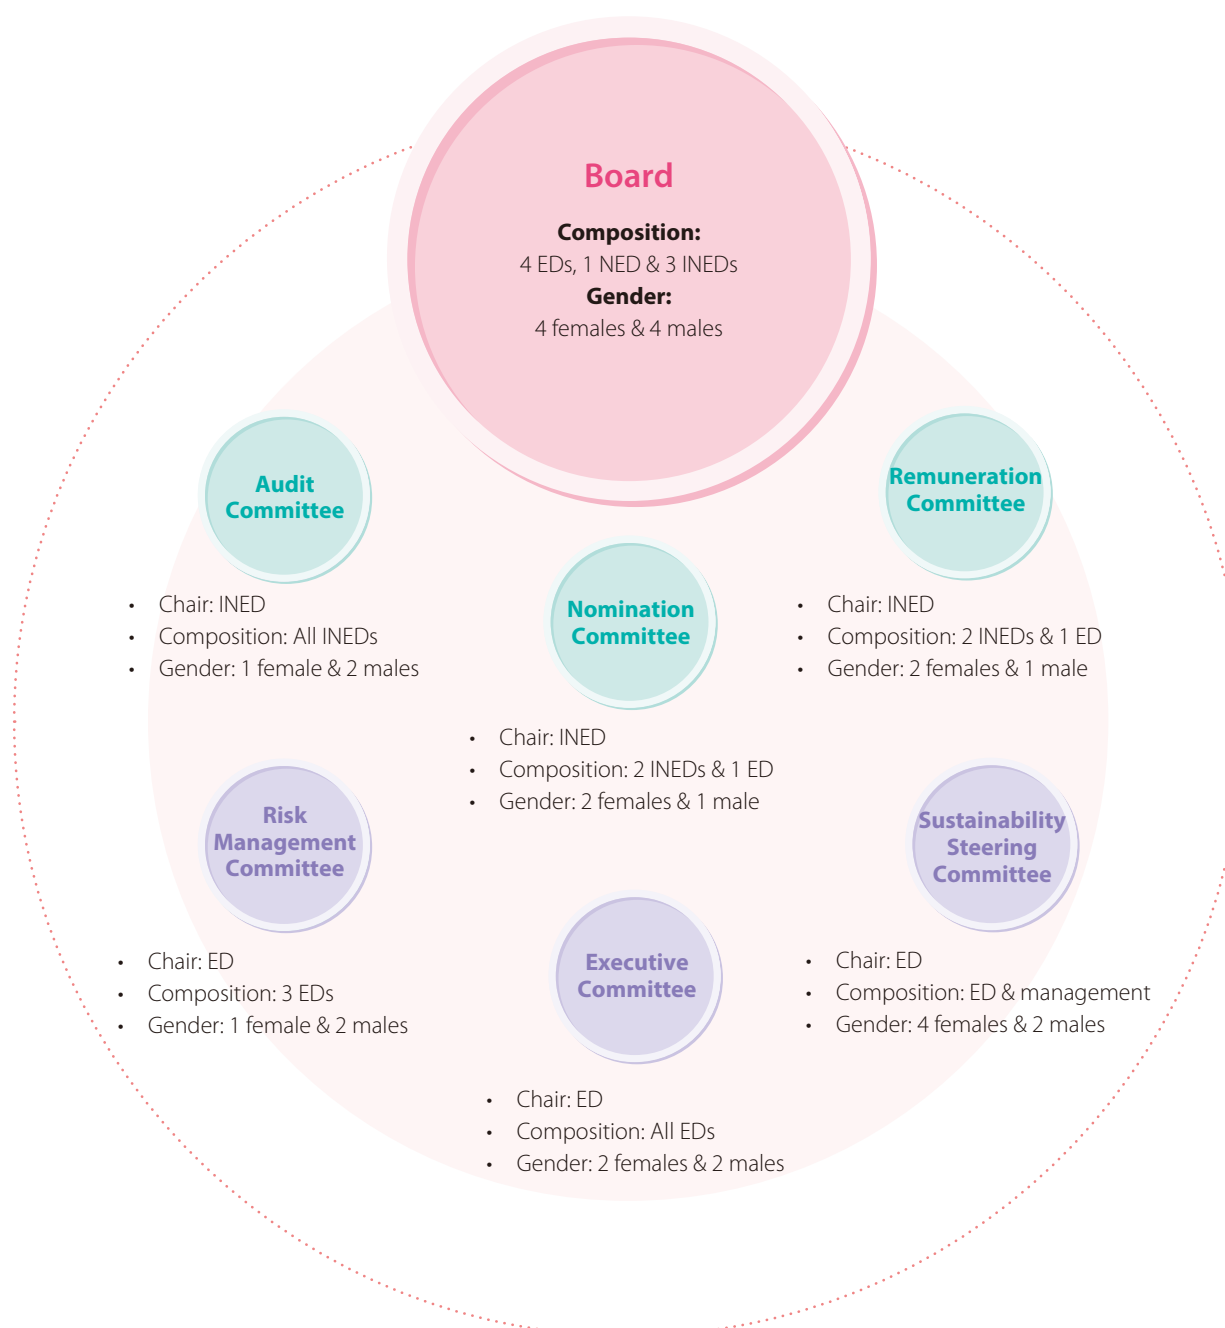 Board
Composition:
4 EDs, 1 NED & 3 INEDs
Gender:
4 females & 4 males
Audit
Committee
• Chair: INED
• Composition: All INEDs
• Gender: 1 female & 2 males
Nomination
Committee
• Chair: INED
• Composition: 2 INEDs & 1 ED
• Gender: 2 females & 1 male
Remuneration
Committee
• Chair: INED
• Composition: 2 INEDs & 1 ED
• Gender: 2 females & 1 male
Risk
Management
Committee
• Chair: ED
• Composition: 3 EDs
• Gender: 1 female & 2 males
Executive
Committee
• Chair: ED
• Composition: All EDs
• Gender: 2 females & 2 males
Sustainability
Steering
Committee
• Chair: ED
• Composition: ED & management
• Gender: 4 females & 2 males